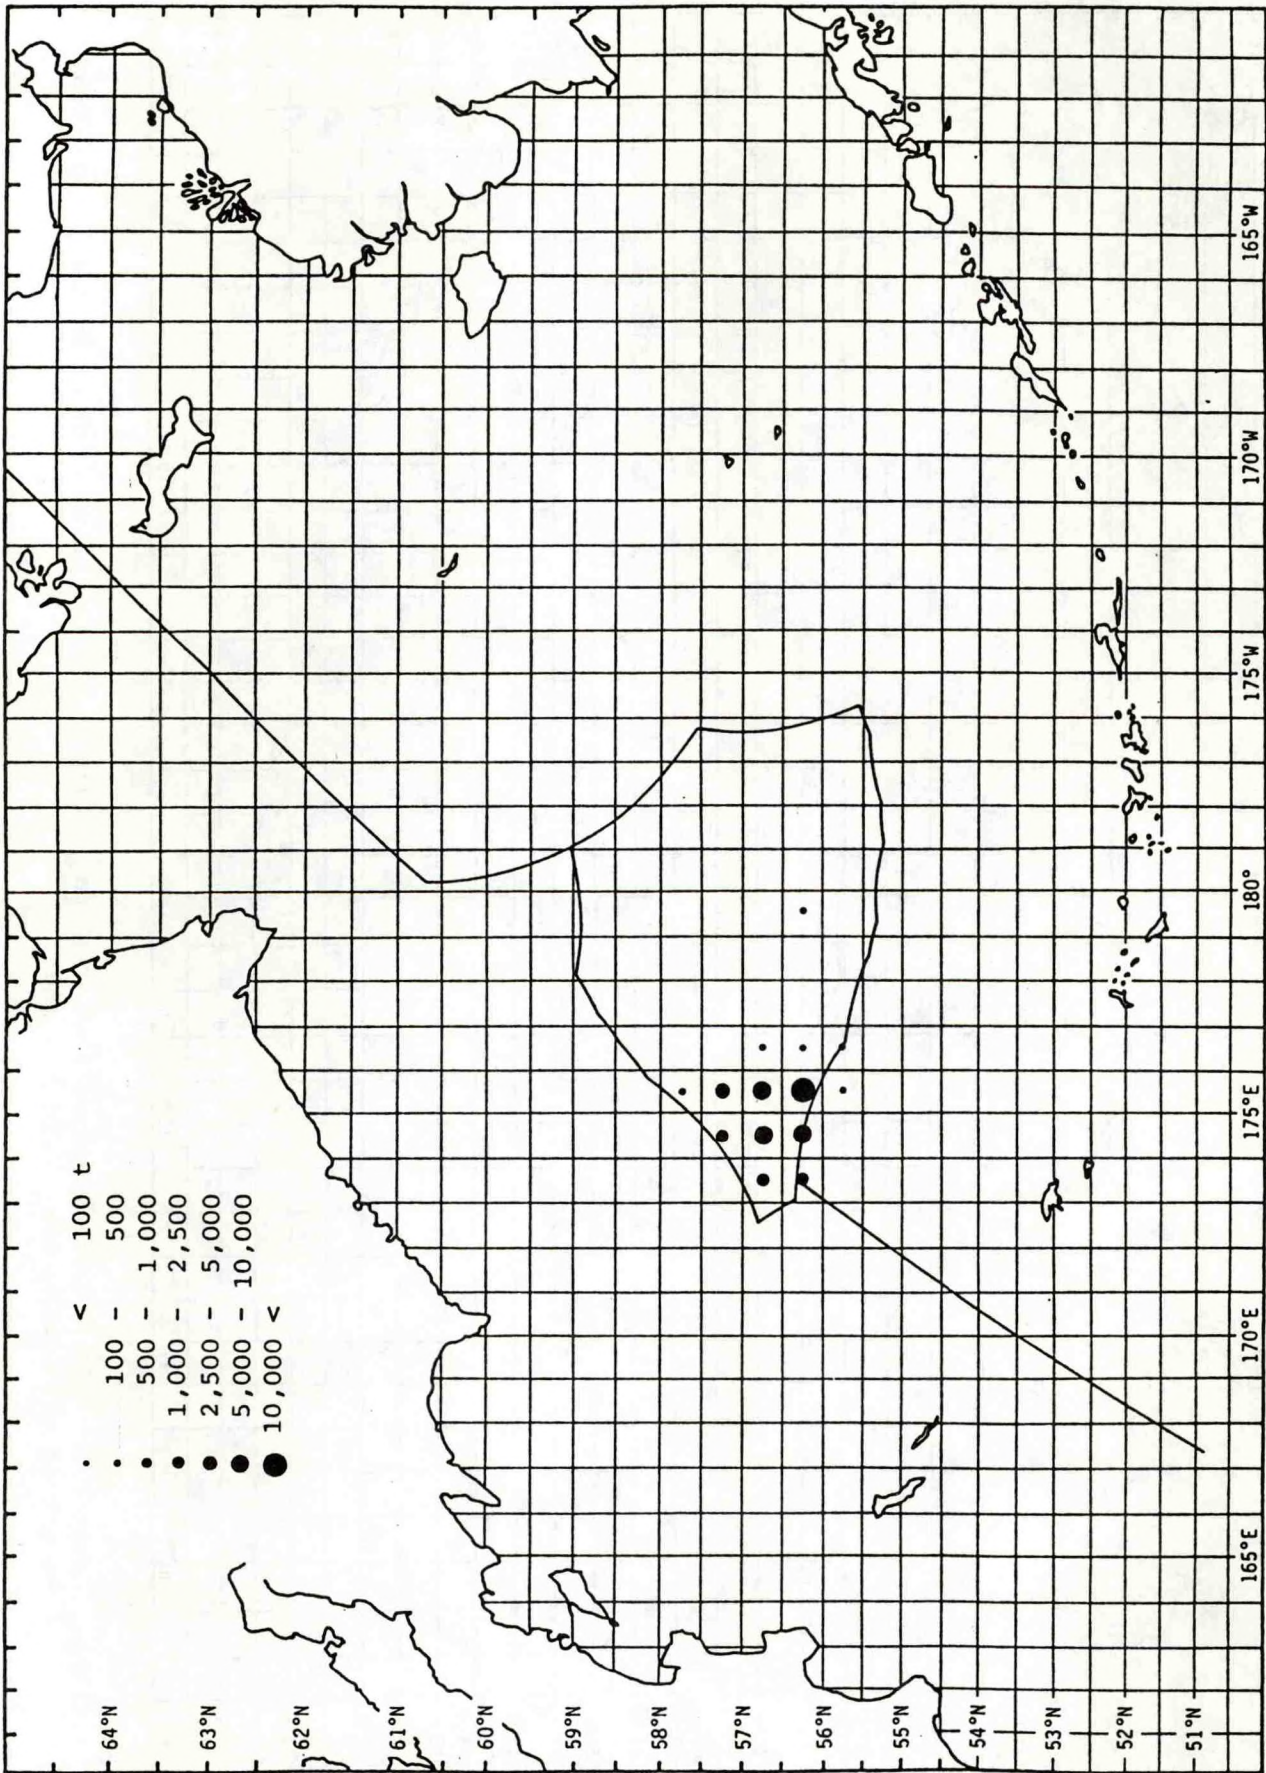 < 100 t
100 - 500
500 - 1,000
1,000 - 2,500
2,500 - 5,000
5,000 - 10,000
10,000 <
64°N
63°N
62°N
61°N
60°N
59°N
58°N
57°N
56°N
55°N
54°N
53°N
52°N
51°N
165°E
170°E
175°E
180°
175°W
170°W
165°W